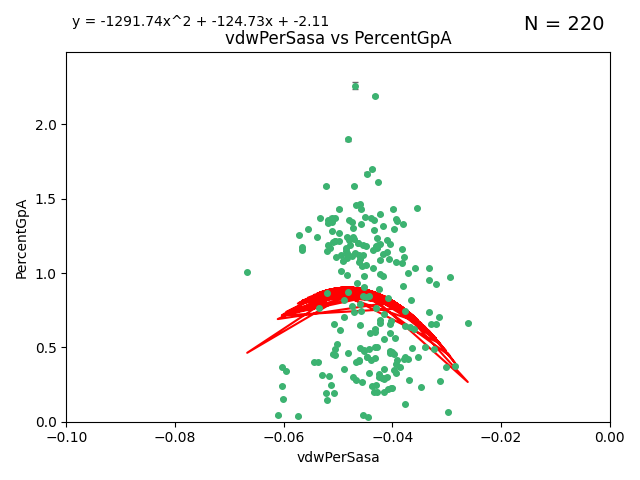 y = -1291.74x^2 + -124.73x + -2.11
N = 220
vdwPerSasa vs PercentGpA
PercentGpA
2.0
1.5
1.0
0.5
0.0
−0.10
−0.08
−0.06
−0.04
−0.02
0.00
vdwPerSasa